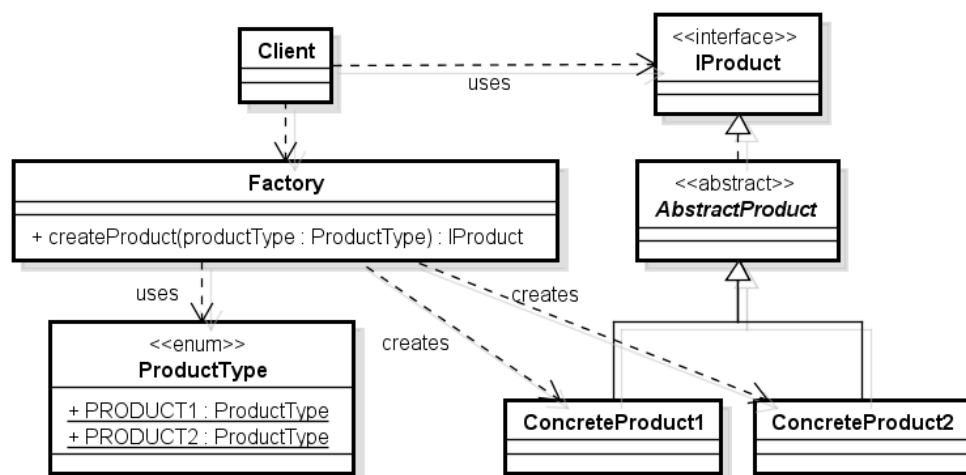 Client
<<interface>>
IProduct
uses
Factory
+ createProduct(productType : ProductType) : IProduct
<<abstract>>
AbstractProduct
uses
creates
creates
<<enum>>
ProductType
+ PRODUCT1 : ProductType
+ PRODUCT2 : ProductType
ConcreteProduct1
ConcreteProduct2